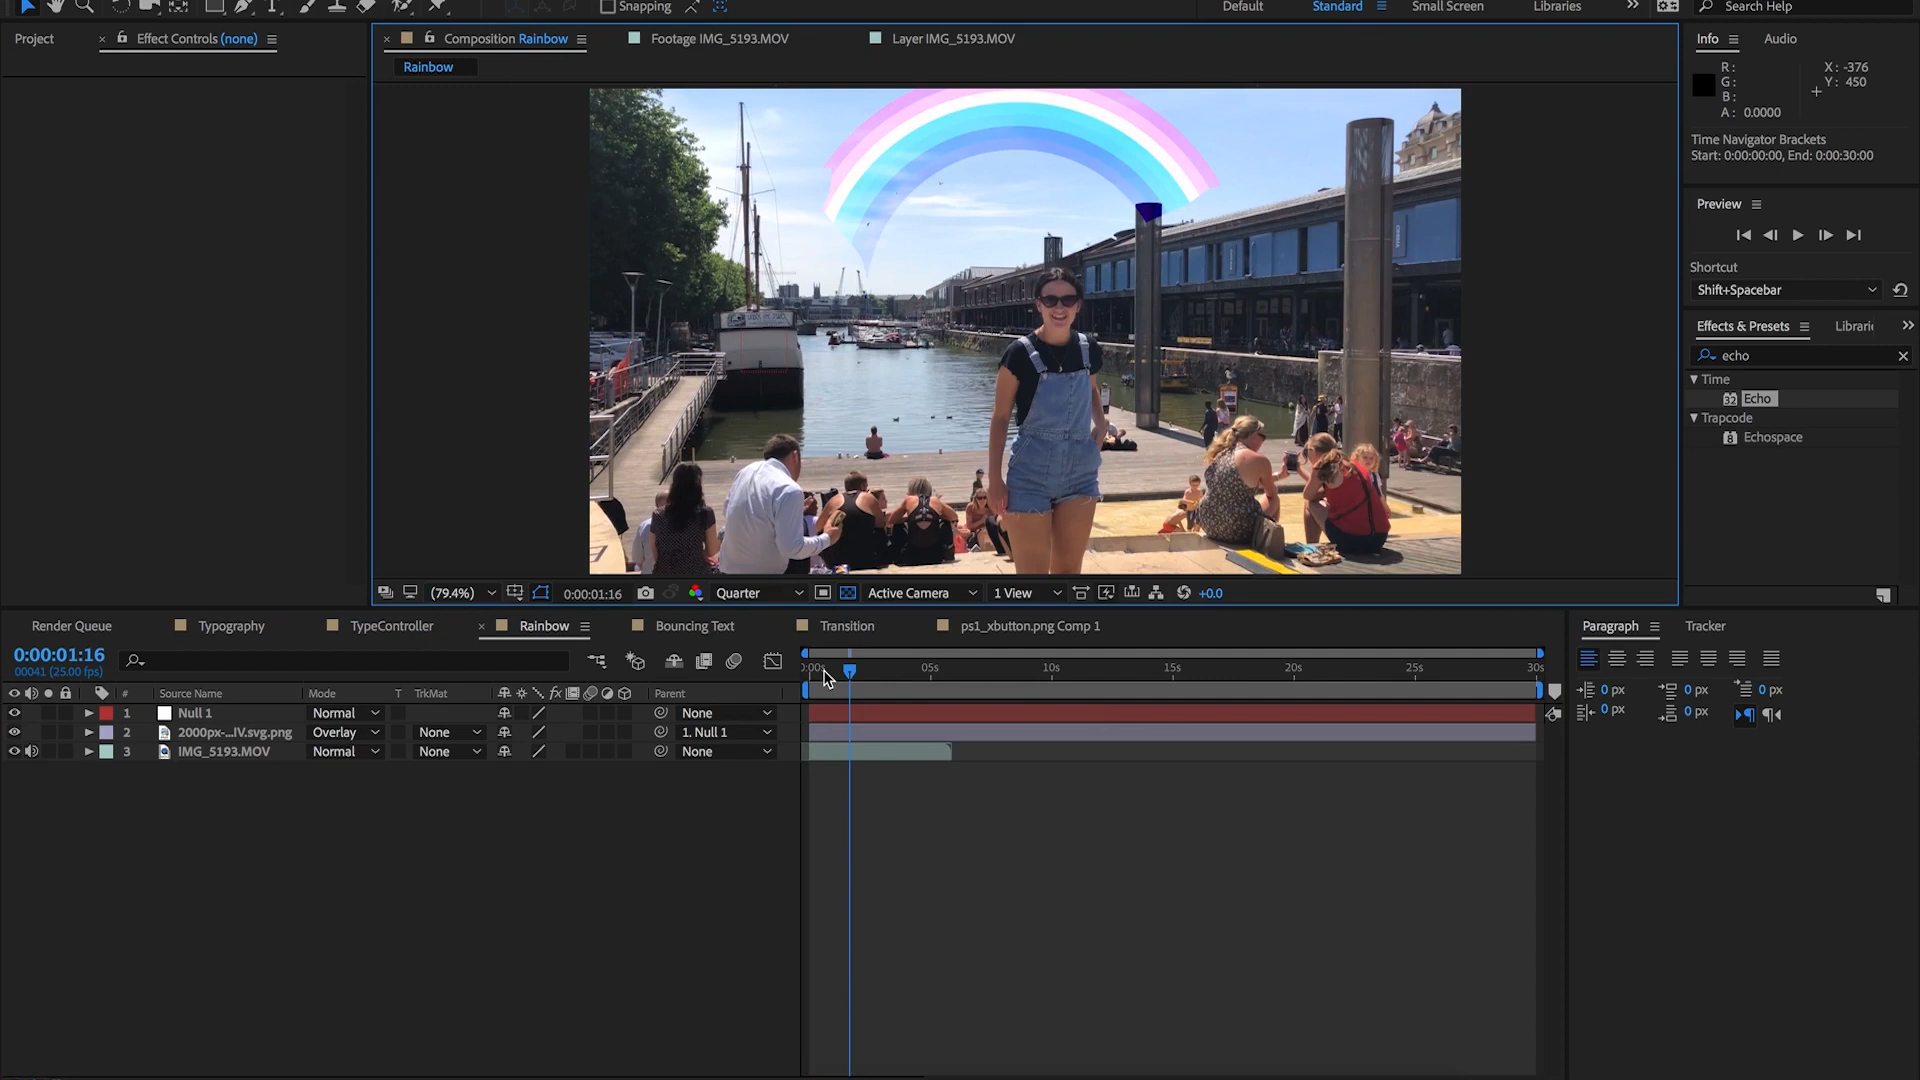 Snapping
Default
Standard
Small Screen
Libraries
Search Help
Project
Effect Controls (none)
Composition Rainbow
Footage IMG_5193.MOV
Layer IMG_5193.MOV
Info
Audio
Rainbow
R:
G:
B:
A: 0.0000
X: -376
Y: 450
Time Navigator Brackets
Start: 0:00:00:00, End: 0:00:30:00
Preview
Shortcut
Shift+Spacebar
Effects & Presets
Librari
echo
Time
32 Echo
Trapcode
8 Echospace
(79.4%)
0:00:01:16
Quarter
Active Camera
1 View
+0.0
Render Queue
Typography
TypeController
Rainbow
Bouncing Text
Transition
ps1_xbutton.png Comp 1
Paragraph
Tracker
0:00:01:16
00041 (25.00 fps)
0:00s
05s
10s
15s
20s
25s
30s
#
Source Name
Mode
T
TrkMat
fx
Parent
1 Null 1 Normal None
2 2000px-...IV.svg.png Overlay None 1. Null 1
3 IMG_5193.MOV Normal None None
0 px
0 px
0 px
0 px
0 px